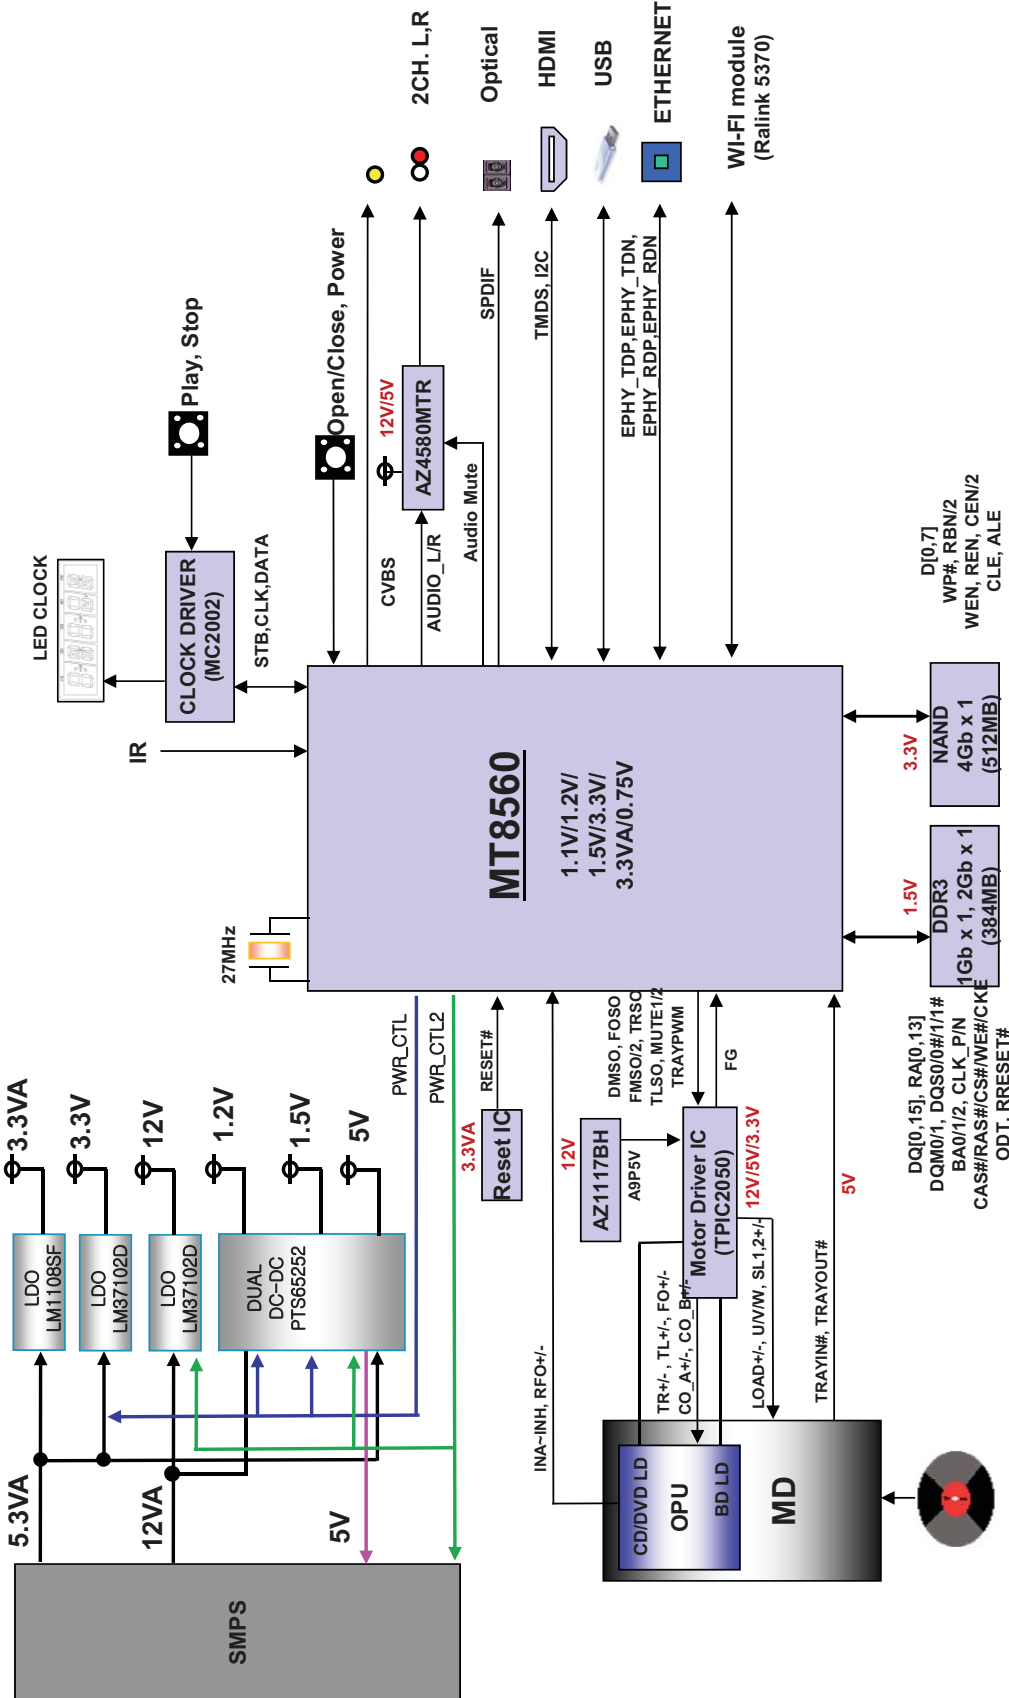 SMPS
5.3VA
12VA
5V
LDO
LM1108SF
LDO
LM37102D
LDO
LM37102D
DUAL
DC-DC
PTS65252
3.3VA
3.3V
12V
1.2V
1.5V
5V
PWR_CTL
PWR_CTL2
3.3VA
Reset IC
RESET#
27MHz
IR
LED CLOCK
CLOCK DRIVER
(MC2002)
STB,CLK,DATA
Play, Stop
Open/Close, Power
MT8560
1.1V/1.2V/
1.5V/3.3V/
3.3VA/0.75V
CVBS
AUDIO_L/R
12V/5V
AZ4580MTR
Audio Mute
2CH. L,R
SPDIF
Optical
TMDS, I2C
HDMI
USB
EPHY_TDP,EPHY_TDN,
EPHY_RDP,EPHY_RDN
ETHERNET
WI-FI module
(Ralink 5370)
INA~INH, RFO+/-
12V
AZ1117BH
A9P5V
DMSO, FOSO
FMSO/2, TRSO
TLSO, MUTE1/2
TRAYPWM
FG
Motor Driver IC
(TPIC2050)
12V/5V/3.3V
TR+/- , TL+/-, FO+/-
CO_A+/-, CO_B+/-
LOAD+/-, U/V/W, SL1,2+/-
TRAYIN#, TRAYOUT#
5V
CD/DVD LD
OPU
BD LD
MD
1.5V
DDR3
1Gb x 1, 2Gb x 1
(384MB)
DQ[0,15], RA[0,13]
DQM0/1, DQS0/0#/1/1#
BA0/1/2, CLK_P/N
CAS#/RAS#/CS#/WE#/CKE
ODT, RRESET#
3.3V
NAND
4Gb x 1
(512MB)
D[0,7]
WP#, RBN/2
WEN, REN, CEN/2
CLE, ALE